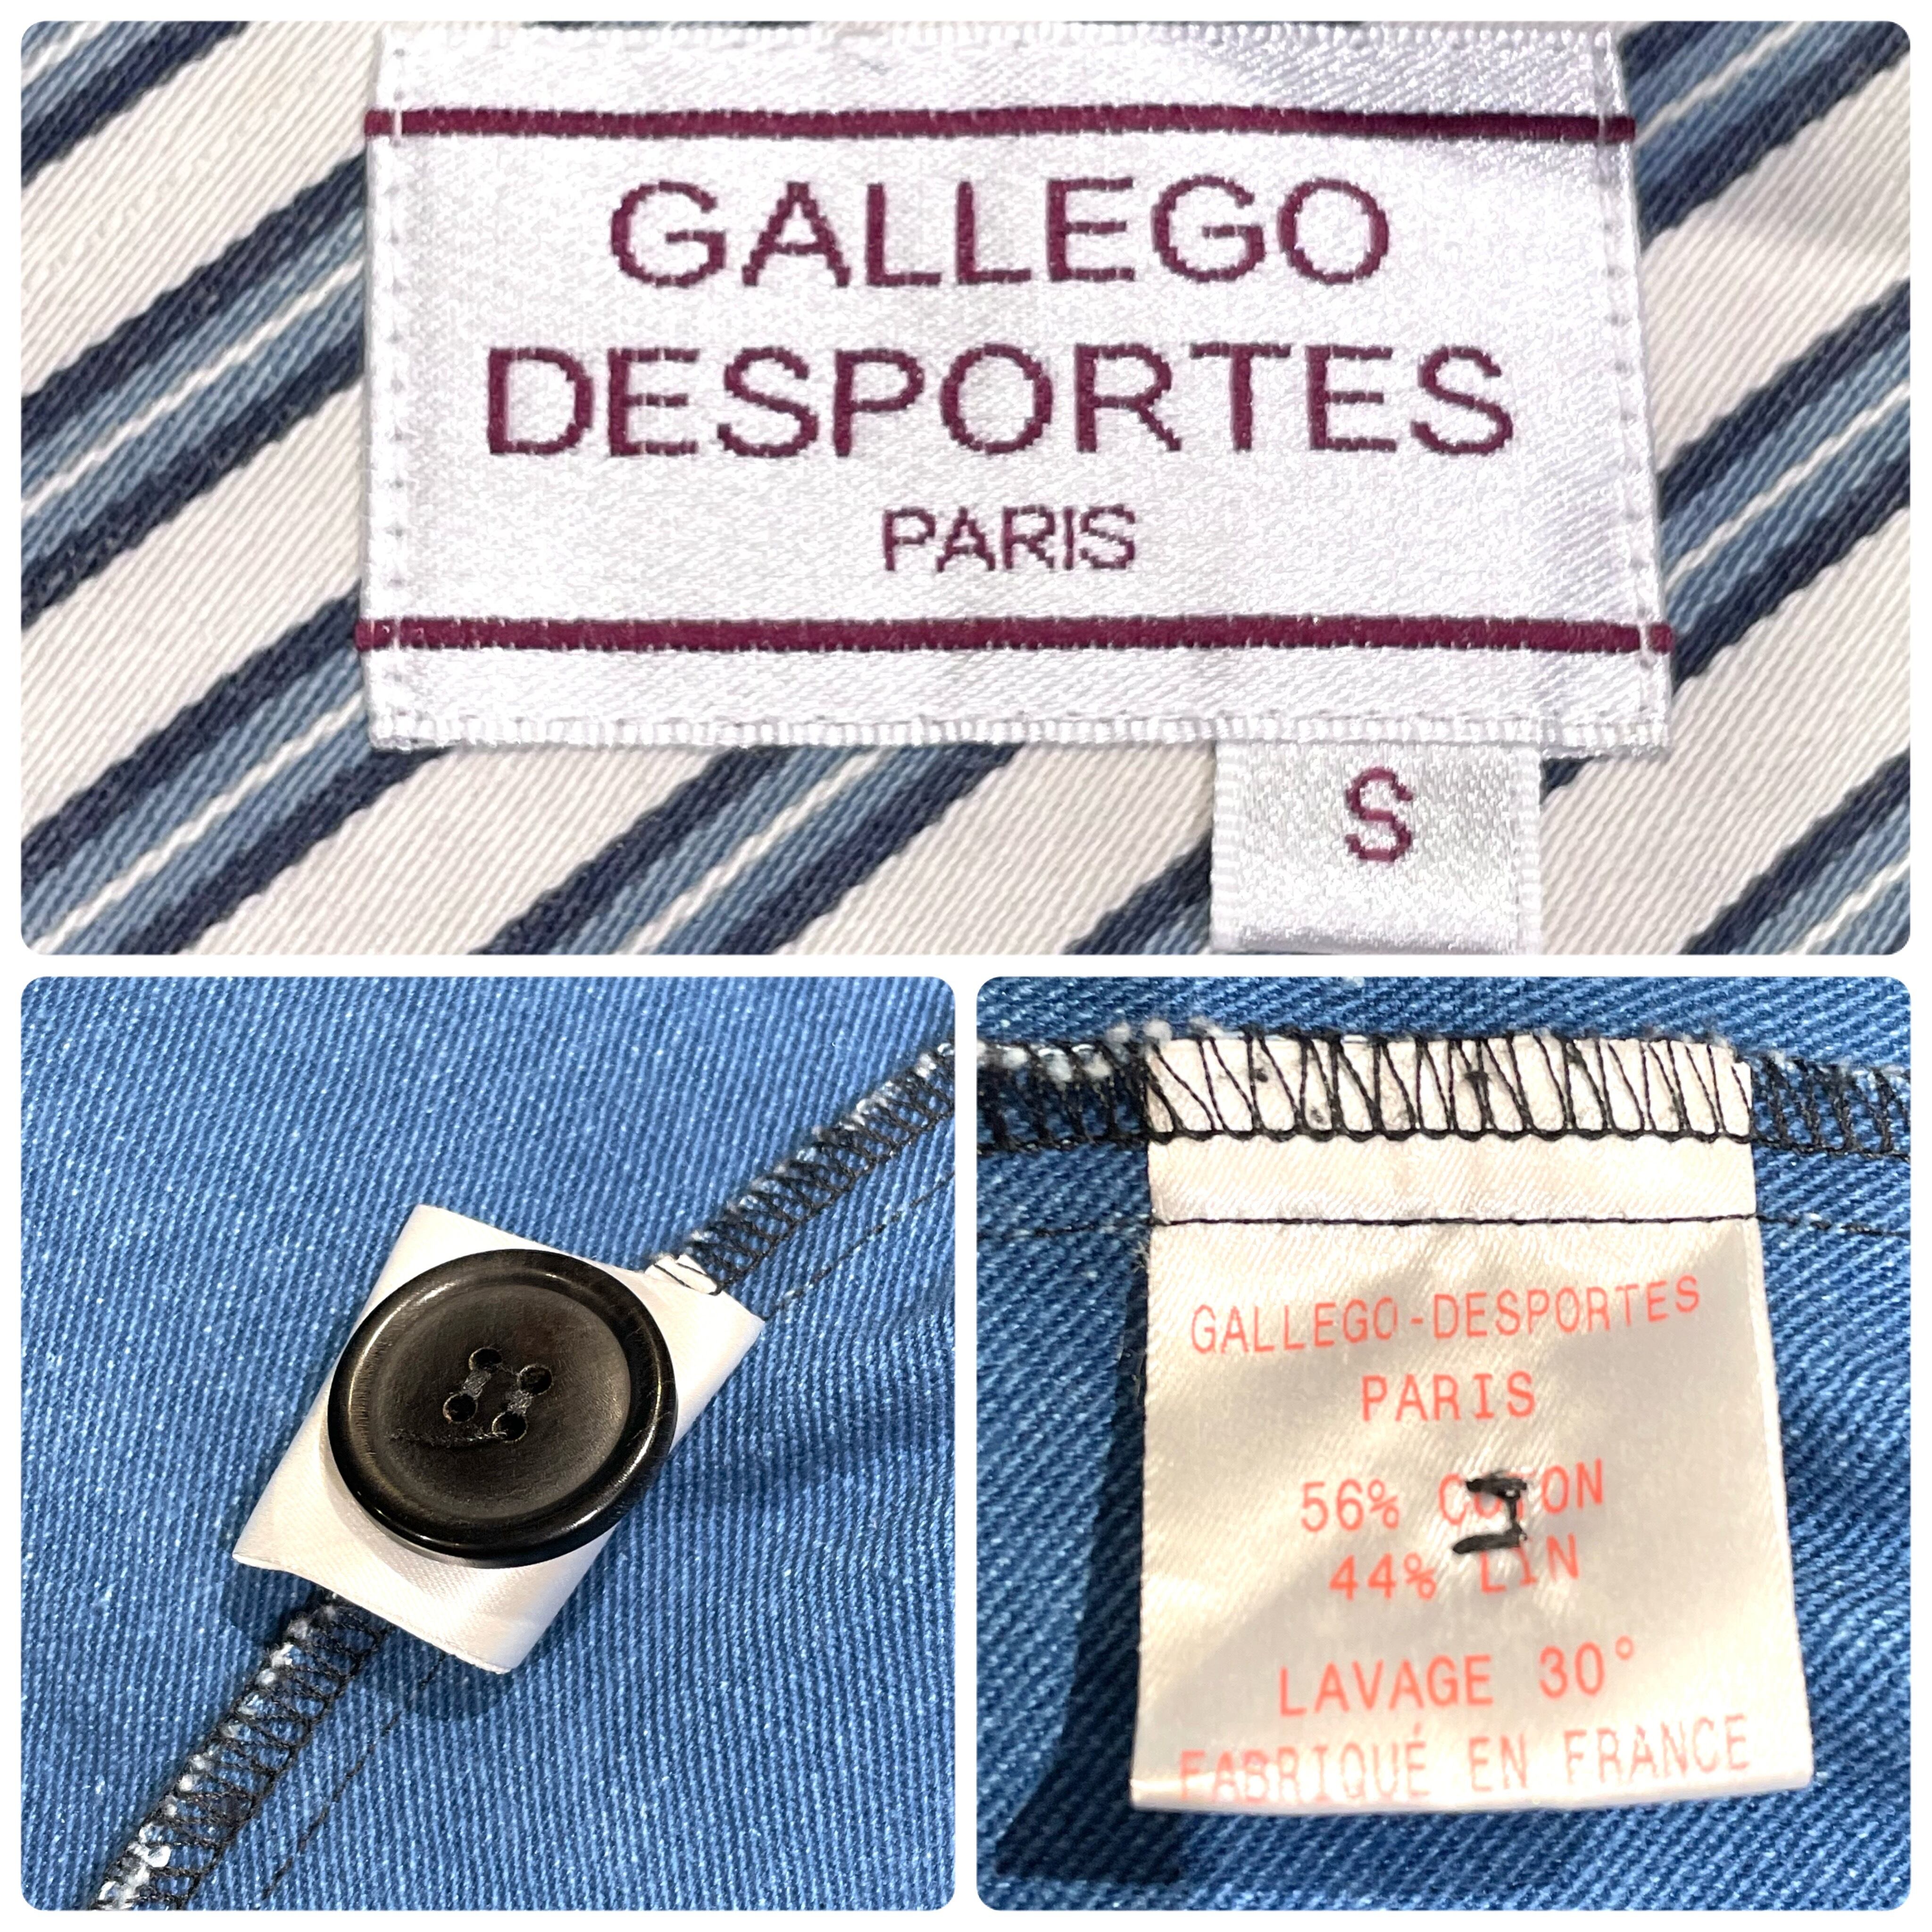 GALLEGO
DESPORTES
PARIS
S
GALLEGO-DESPORTES
PARIS
56% COTON
44% LIN
LAVAGE 30°
FABRIQUÉ EN FRANCE